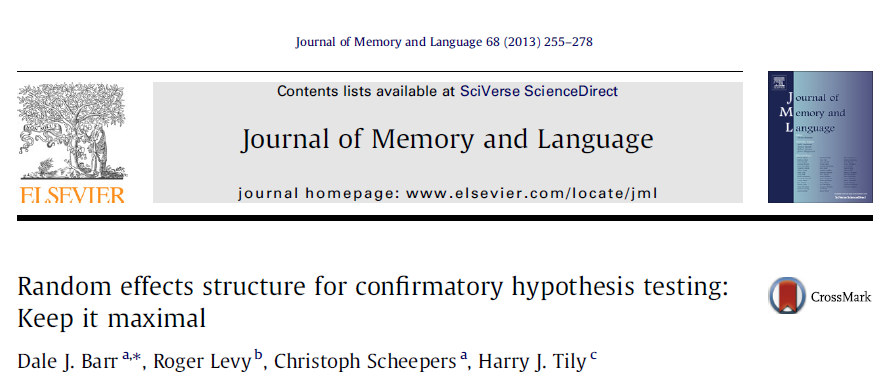 Journal of Memory and Language 68 (2013) 255–278
Contents lists available at SciVerse ScienceDirect
Journal of Memory and Language
journal homepage: www.elsevier.com/locate/jml
ELSEVIER
Journal of
Memory and
Language
Random effects structure for confirmatory hypothesis testing:
Keep it maximal
CrossMark
Dale J. Barr a,*, Roger Levy b, Christoph Scheepers a, Harry J. Tily c